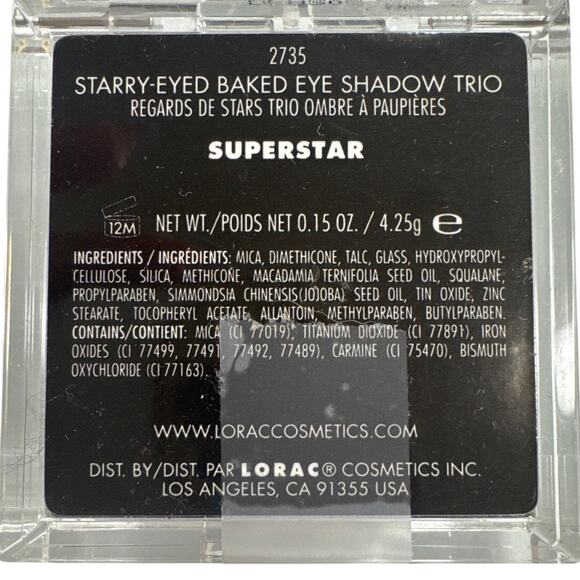 2735
STARRY-EYED BAKED EYE SHADOW TRIO
REGARDS DE STARS TRIO OMBRE À PAUPIÈRES
SUPERSTAR
12M NET WT./POIDS NET 0.15 OZ. / 4.25g e
INGREDIENTS / INGRÉDIENTS: MICA, DIMETHICONE, TALC, GLASS, HYDROXYPROPYL-
CELLULOSE, SILICA, METHICONE, MACADAMIA TERNIFOLIA SEED OIL, SQUALANE,
PROPYLPARABEN, SIMMONDSIA CHINENSIS(JOJOBA) SEED OIL, TIN OXIDE, ZINC
STEARATE, TOCOPHERYL ACETATE, ALLANTOIN, METHYLPARABEN, BUTYLPARABEN.
CONTAINS/CONTIENT: MICA (CI 77019), TITANIUM DIOXIDE (CI 77891), IRON
OXIDES (CI 77499, 77491, 77492, 77489), CARMINE (CI 75470), BISMUTH
OXYCHLORIDE (CI 77163).
WWW.LORACCOSMETICS.COM
DIST. BY/DIST. PAR LORAC® COSMETICS INC.
LOS ANGELES, CA 91355 USA